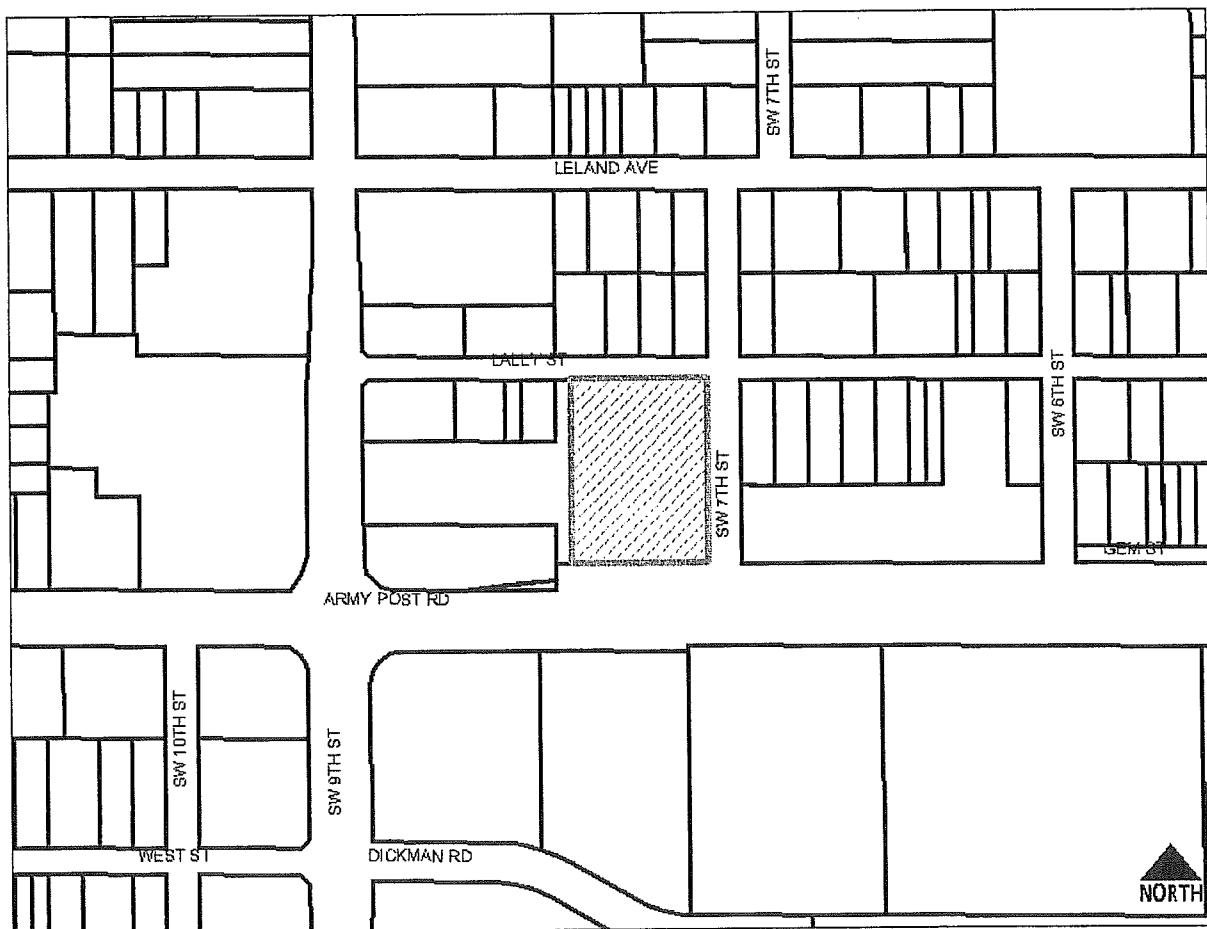 SW 7TH ST
LELAND AVE
LALLY ST
SW 6TH ST
SW 7TH ST
GEM ST
ARMY POST RD
SW 10TH ST
SW 9TH ST
WEST ST
DICKMAN RD
NORTH